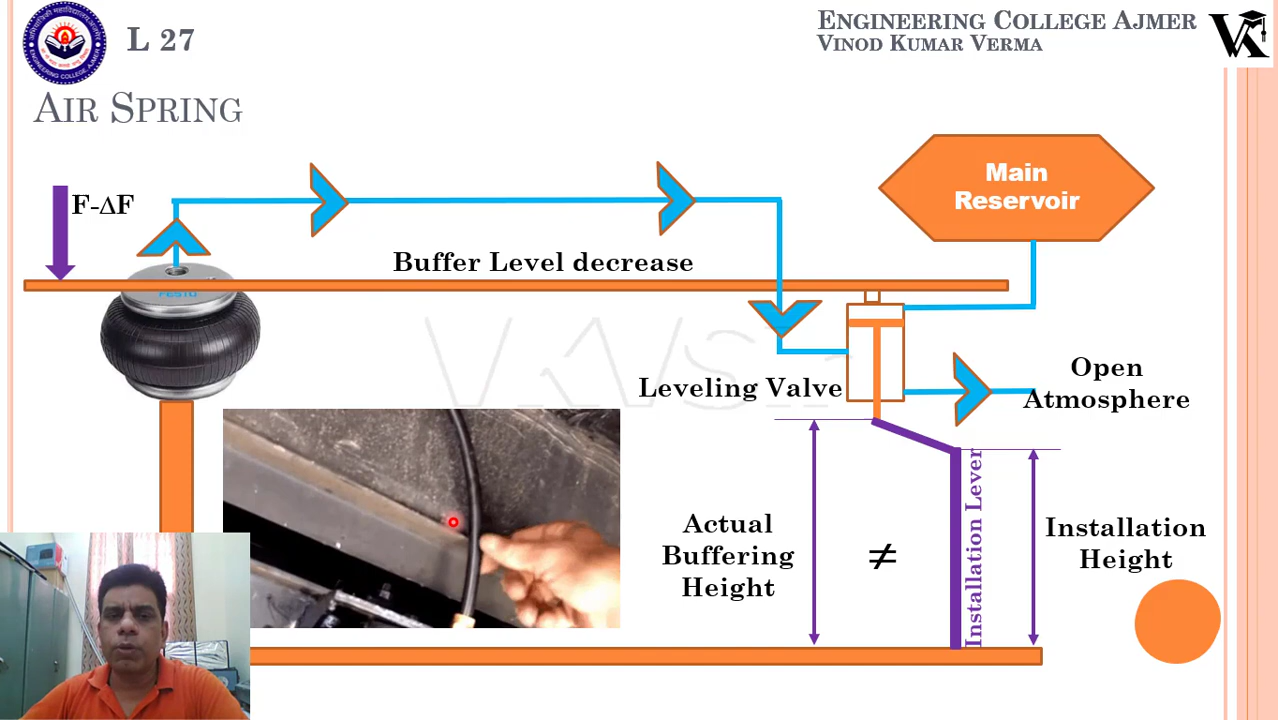 L 27
ENGINEERING COLLEGE AJMER
VINOD KUMAR VERMA
AIR SPRING
F-ΔF
Main
Reservoir
Buffer Level decrease
FESTO
Leveling Valve
Open
Atmosphere
Actual
Buffering
Height
≠
Installation Lever
Installation
Height